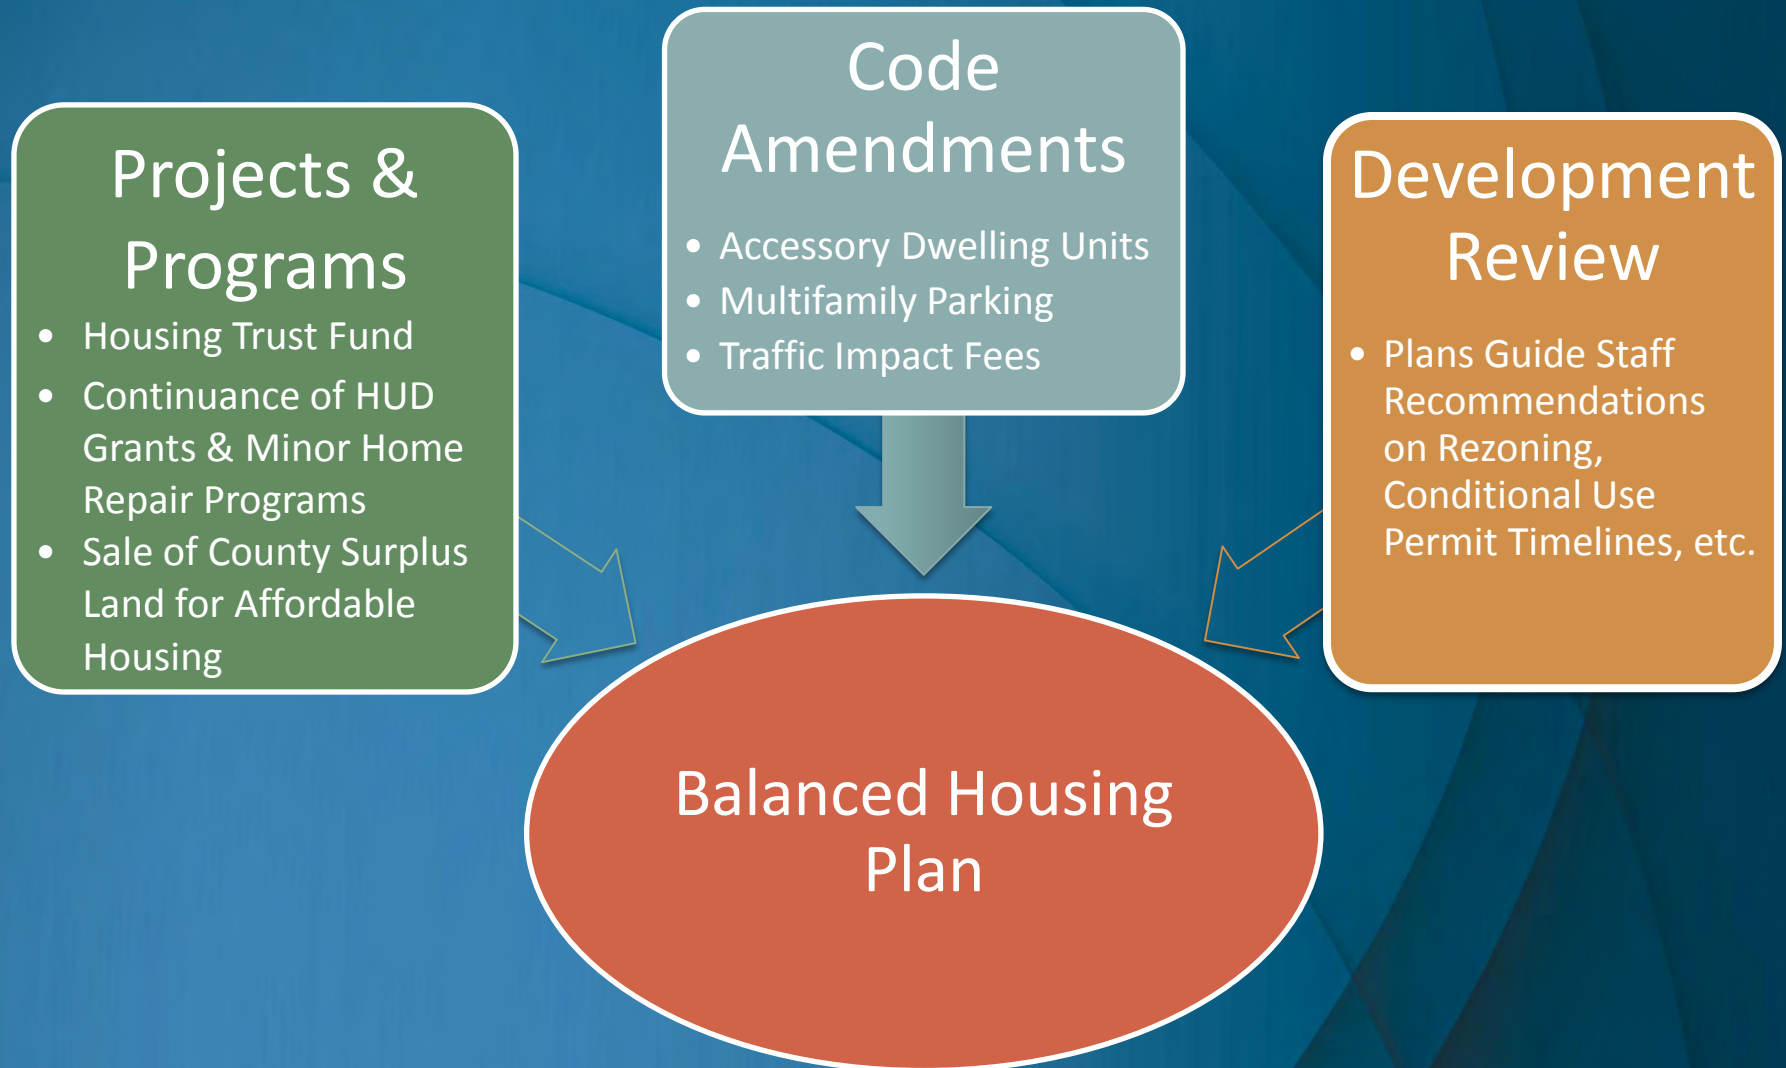 Projects &
Programs
• Housing Trust Fund
• Continuance of HUD
Grants & Minor Home
Repair Programs
• Sale of County Surplus
Land for Affordable
Housing
Code
Amendments
• Accessory Dwelling Units
• Multifamily Parking
• Traffic Impact Fees
Development
Review
• Plans Guide Staff
Recommendations
on Rezoning,
Conditional Use
Permit Timelines, etc.
Balanced Housing
Plan